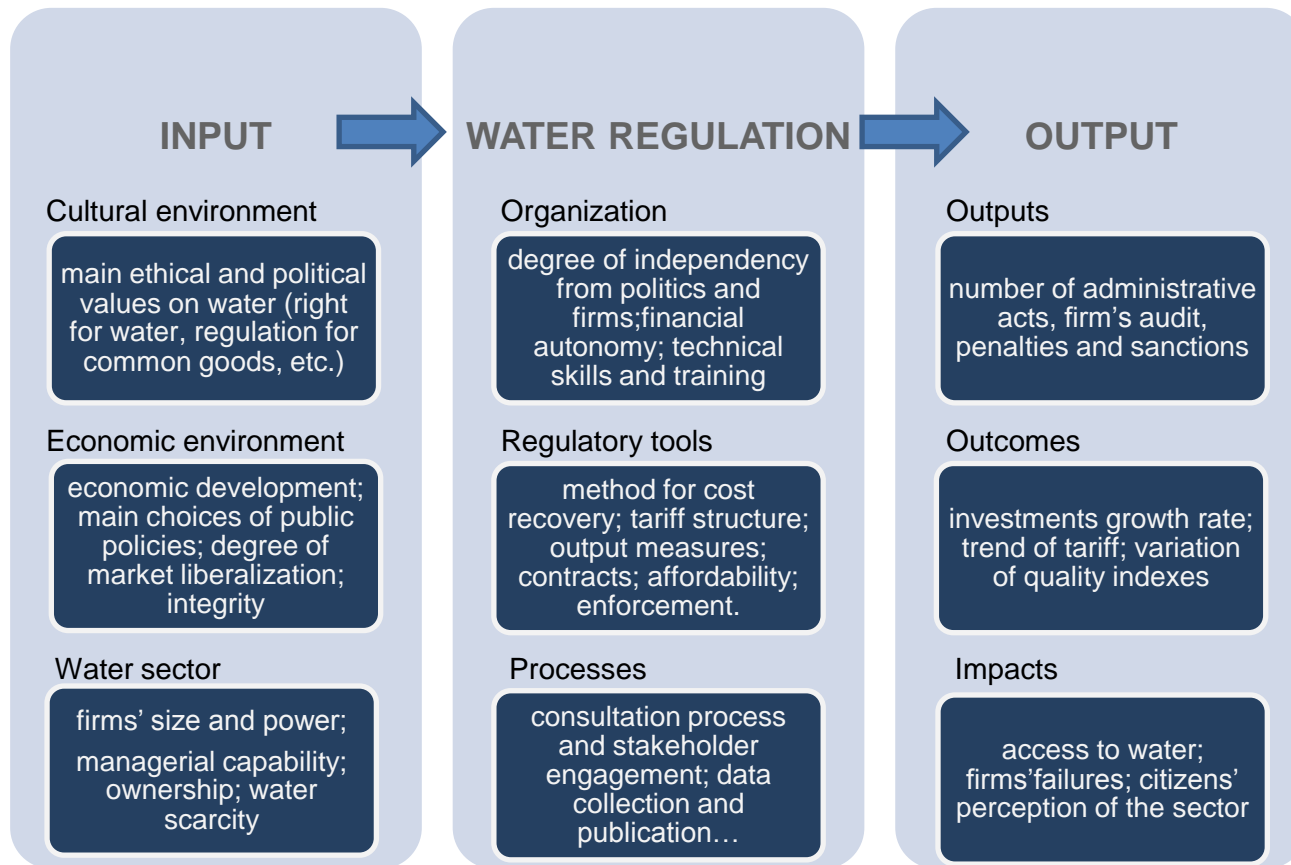 INPUT
Cultural environment
main ethical and political
values on water (right
for water, regulation for
common goods, etc.)
Economic environment
economic development;
main choices of public
policies; degree of
market liberalization;
integrity
Water sector
firms’ size and power;
managerial capability;
ownership; water
scarcity
WATER REGULATION
Organization
degree of independency
from politics and
firms;financial
autonomy; technical
skills and training
Regulatory tools
method for cost
recovery; tariff structure;
output measures;
contracts; affordability;
enforcement.
Processes
consultation process
and stakeholder
engagement; data
collection and
publication…
OUTPUT
Outputs
number of administrative
acts, firm’s audit,
penalties and sanctions
Outcomes
investments growth rate;
trend of tariff; variation
of quality indexes
Impacts
access to water;
firms’failures; citizens’
perception of the sector